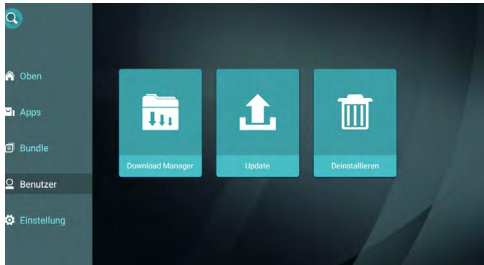 Oben
Apps
Bundle
Benutzer
Einstellung
Download Manager
Update
Deinstallieren